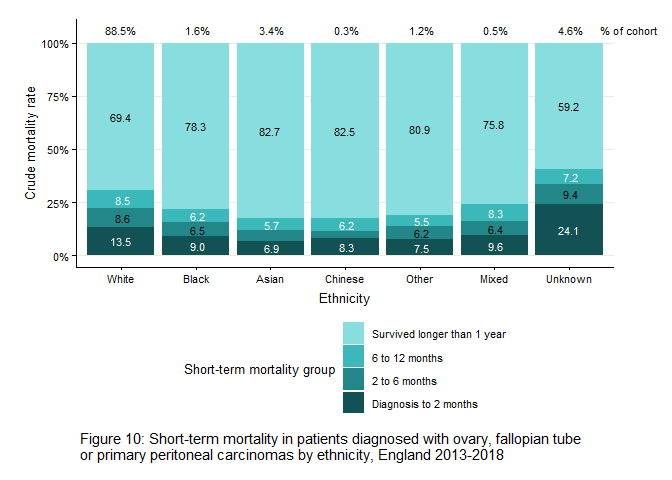 88.5% 1.6% 3.4% 0.3% 1.2% 0.5% 4.6% % of cohort
100%
75%
50%
25%
0%
Crude mortality rate
69.4 78.3 82.7 82.5 80.9 75.8 59.2
8.5 6.2 5.7 6.2 5.5 8.3 7.2
8.6 6.5 6.2 6.4 9.4
13.5 9.0 6.9 8.3 7.5 9.6 24.1
White Black Asian Chinese Other Mixed Unknown
Ethnicity
Short-term mortality group
Survived longer than 1 year
6 to 12 months
2 to 6 months
Diagnosis to 2 months
Figure 10: Short-term mortality in patients diagnosed with ovary, fallopian tube
or primary peritoneal carcinomas by ethnicity, England 2013-2018